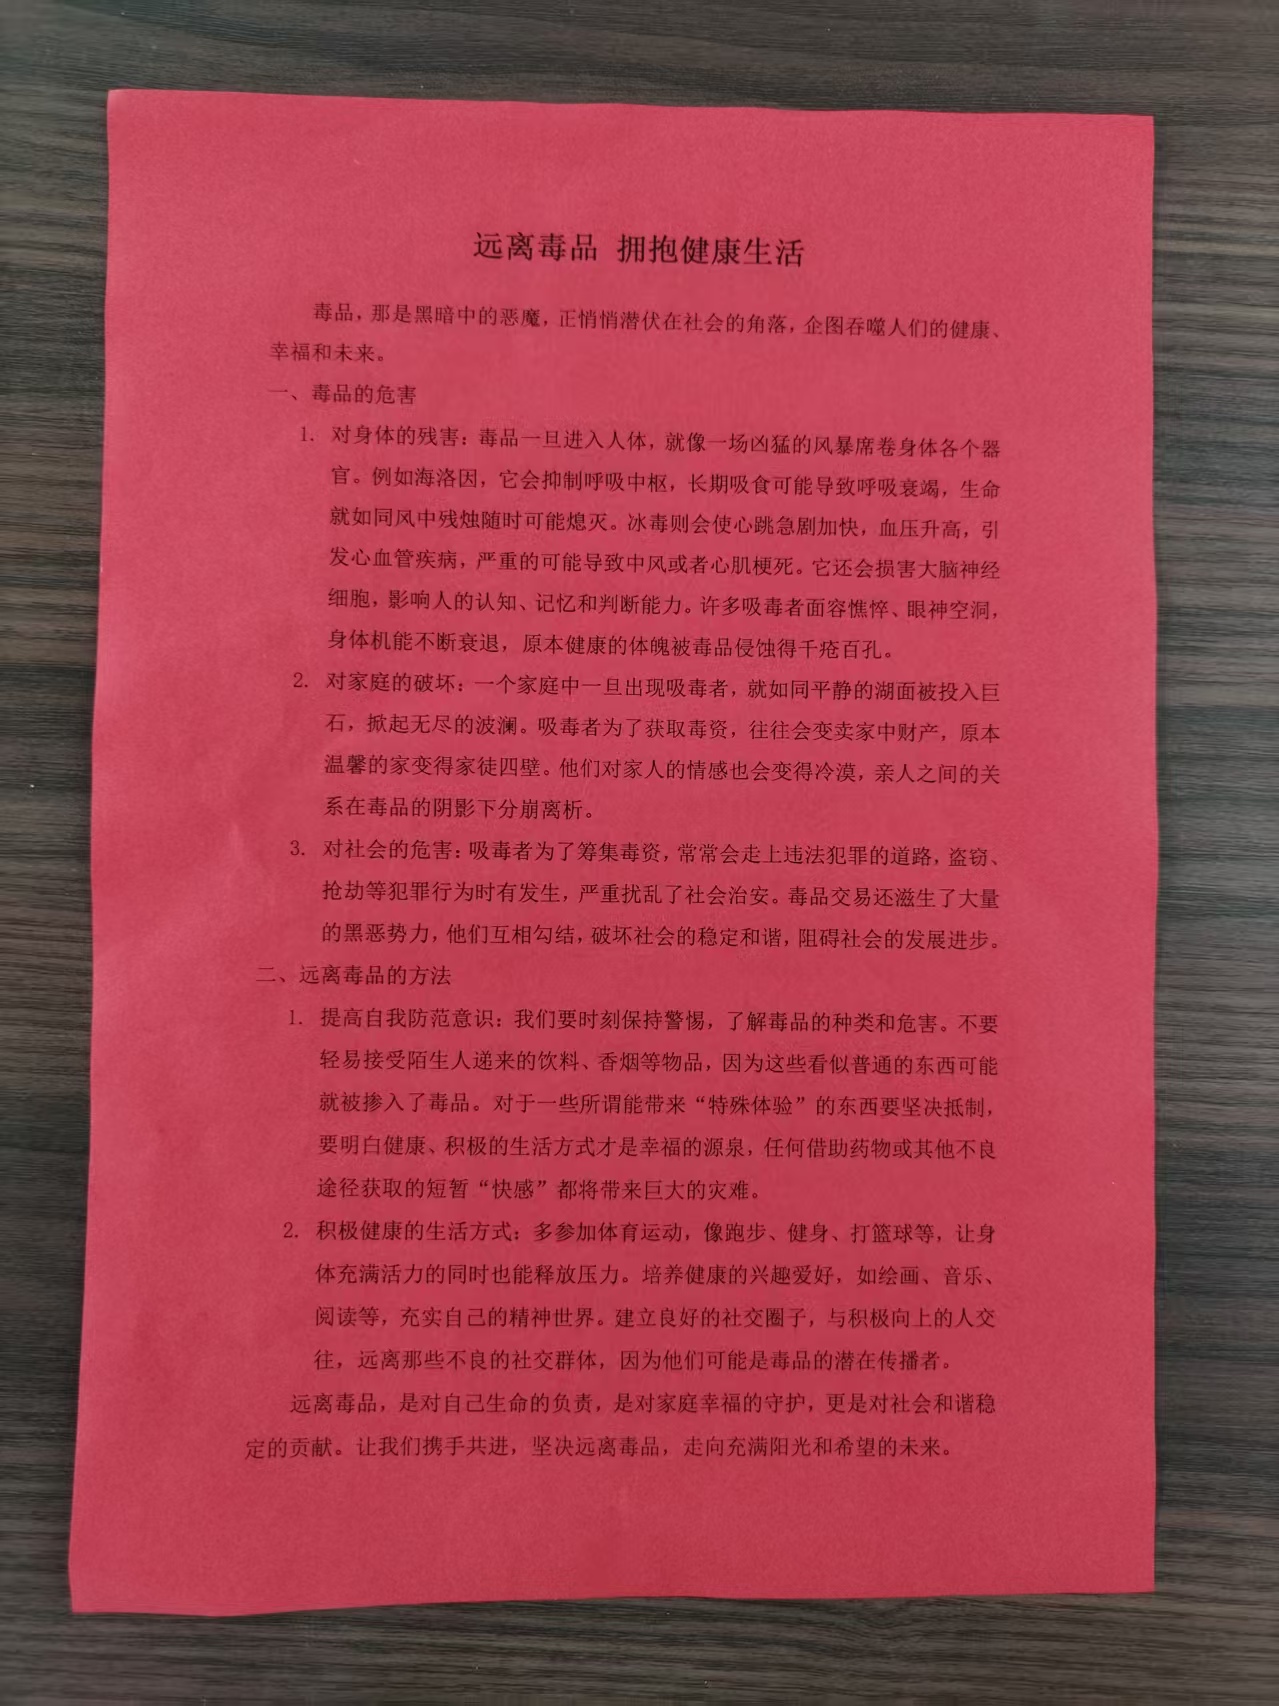 远离毒品 拥抱健康生活
毒品，那是黑暗中的恶魔，正悄悄潜伏在社会的角落，企图吞噬人们的健康、
幸福和未来。
一、毒品的危害
1. 对身体的残害：毒品一旦进入人体，就像一场凶猛的风暴席卷身体各个器
官。例如海洛因，它会抑制呼吸中枢，长期吸食可能导致呼吸衰竭，生命
就如同风中残烛随时可能熄灭。冰毒则会使心跳急剧加快，血压升高，引
发心血管疾病，严重的可能导致中风或者心肌梗死。它还会损害大脑神经
细胞，影响人的认知、记忆和判断能力。许多吸毒者面容憔悴、眼神空洞，
身体机能不断衰退，原本健康的体魄被毒品侵蚀得千疮百孔。
2. 对家庭的破坏：一个家庭中一旦出现吸毒者，就如同平静的湖面被投入巨
石，掀起无尽的波澜。吸毒者为了获取毒资，往往会变卖家中财产，原本
温馨的家变得家徒四壁。他们对家人的情感也会变得冷漠，亲人之间的关
系在毒品的阴影下分崩离析。
3. 对社会的危害：吸毒者为了筹集毒资，常常会走上违法犯罪的道路，盗窃、
抢劫等犯罪行为时有发生，严重扰乱了社会治安。毒品交易还滋生了大量
的黑恶势力，他们互相勾结，破坏社会的稳定和谐，阻碍社会的发展进步。
二、远离毒品的方法
1. 提高自我防范意识：我们要时刻保持警惕，了解毒品的种类和危害。不要
轻易接受陌生人递来的饮料、香烟等物品，因为这些看似普通的东西可能
就被掺入了毒品。对于一些所谓能带来“特殊体验”的东西要坚决抵制，
要明白健康、积极的生活方式才是幸福的源泉，任何借助药物或其他不良
途径获取的短暂“快感”都将带来巨大的灾难。
2. 积极健康的生活方式：多参加体育运动，像跑步、健身、打篮球等，让身
体充满活力的同时也能释放压力。培养健康的兴趣爱好，如绘画、音乐、
阅读等，充实自己的精神世界。建立良好的社交圈子，与积极向上的人交
往，远离那些不良的社交群体，因为他们可能是毒品的潜在传播者。
远离毒品，是对自己生命的负责，是对家庭幸福的守护，更是对社会和谐稳
定的贡献。让我们携手共进，坚决远离毒品，走向充满阳光和希望的未来。